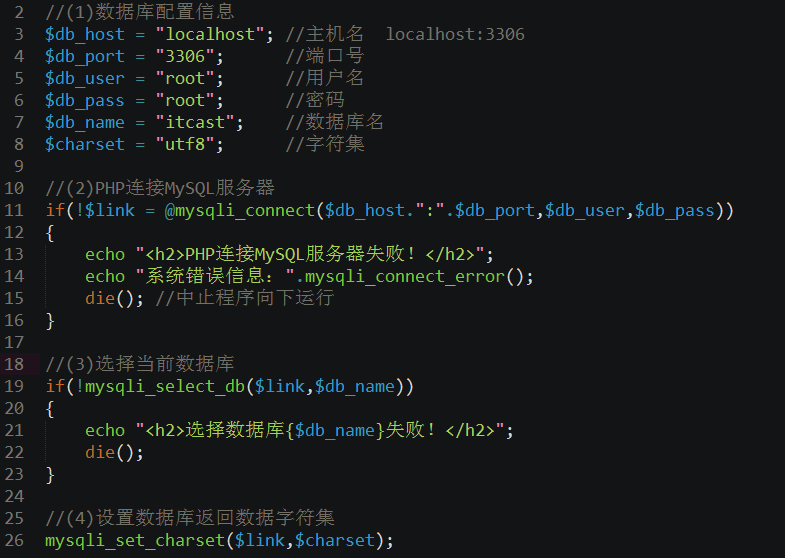 2 //(1)数据库配置信息
3 $db_host = "localhost"; //主机名  localhost:3306
4 $db_port = "3306";      //端口号
5 $db_user = "root";      //用户名
6 $db_pass = "root";      //密码
7 $db_name = "itcast";    //数据库名
8 $charset = "utf8";      //字符集
9
10 //(2)PHP连接MySQL服务器
11 if(!$link = @mysqli_connect($db_host.":".$db_port,$db_user,$db_pass))
12 {
13     echo "<h2>PHP连接MySQL服务器失败！</h2>";
14     echo "系统错误信息：".mysqli_connect_error();
15     die(); //中止程序向下运行
16 }
17
18 //(3)选择当前数据库
19 if(!mysqli_select_db($link,$db_name))
20 {
21     echo "<h2>选择数据库{$db_name}失败！</h2>";
22     die();
23 }
24
25 //(4)设置数据库返回数据字符集
26 mysqli_set_charset($link,$charset);